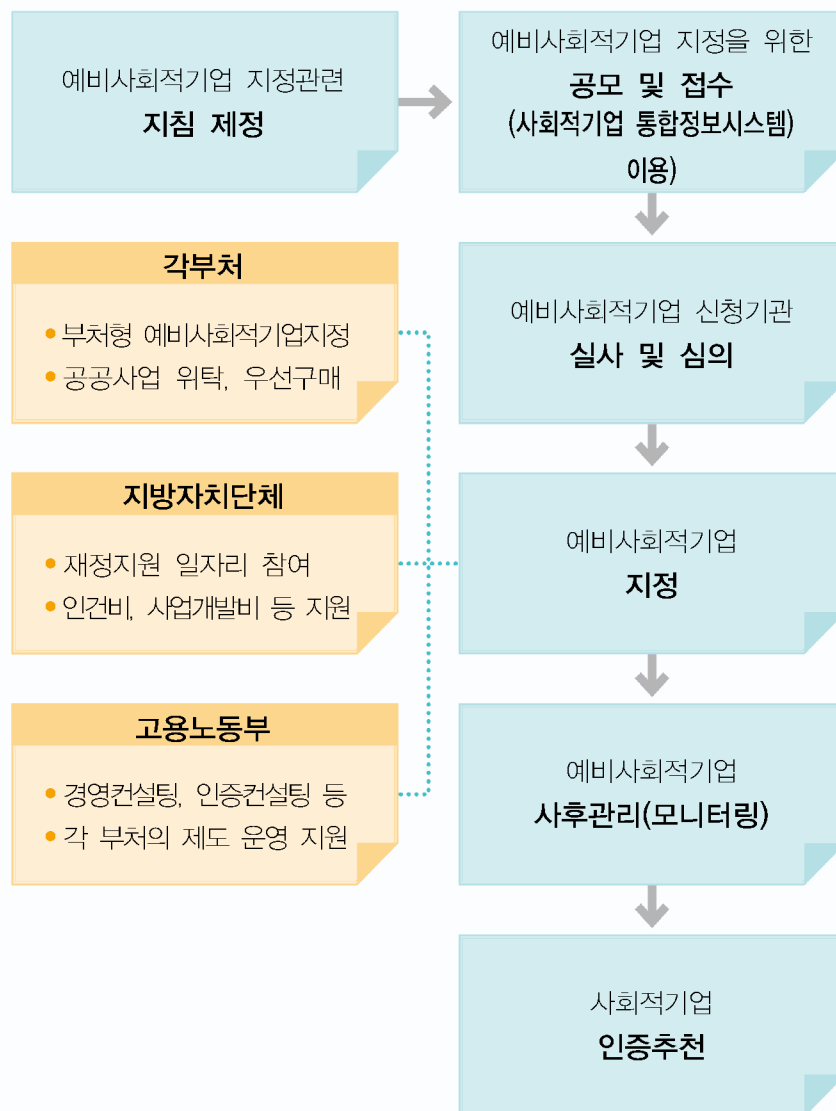 예비사회적기업 지정관련
지침 제정
예비사회적기업 지정을 위한
공모 및 접수
(사회적기업 통합정보시스템)
이용)
각부처
• 부처형 예비사회적기업지정
• 공공사업 위탁, 우선구매
예비사회적기업 신청기관
실사 및 심의
지방자치단체
• 재정지원 일자리 참여
• 인건비, 사업개발비 등 지원
예비사회적기업
지정
고용노동부
• 경영컨설팅, 인증컨설팅 등
• 각 부처의 제도 운영 지원
예비사회적기업
사후관리(모니터링)
사회적기업
인증추천